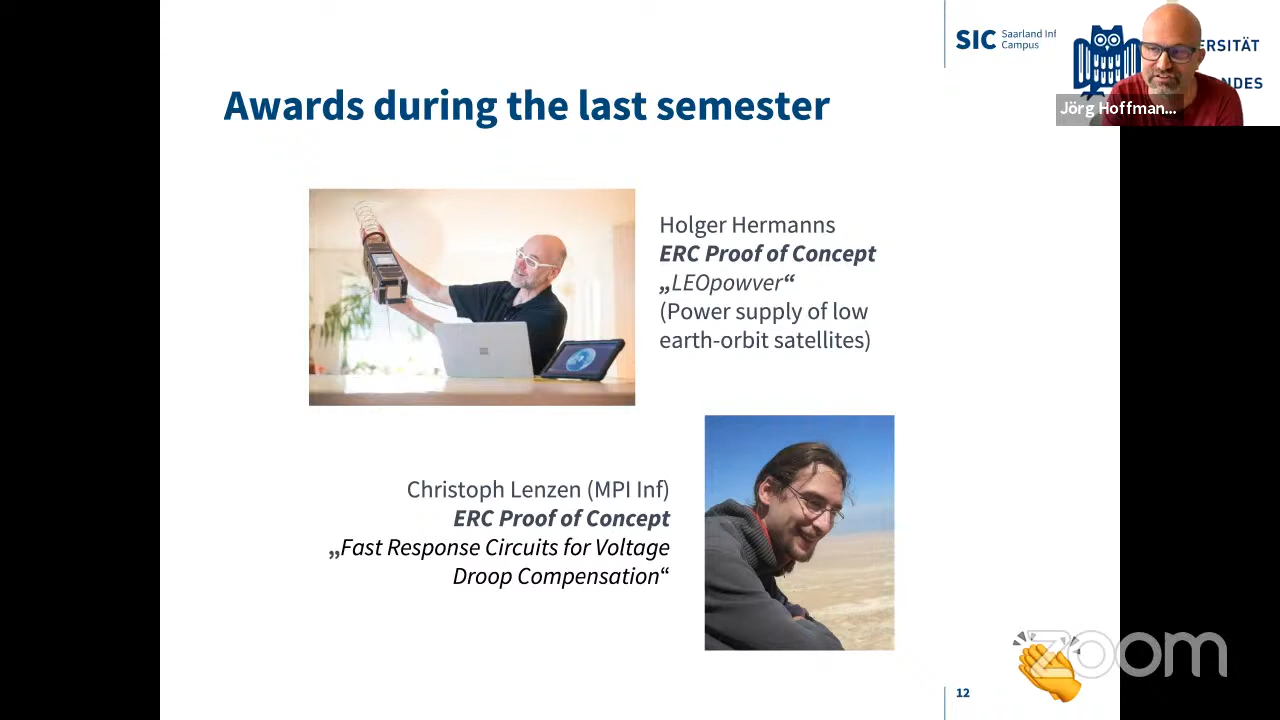 SIC Saarland Inf
Campus
ERSITÄT
NDES
Jörg Hoffman...
Awards during the last semester
Holger Hermanns
ERC Proof of Concept
„LEOpowver“
(Power supply of low
earth-orbit satellites)
Christoph Lenzen (MPI Inf)
ERC Proof of Concept
„Fast Response Circuits for Voltage
Droop Compensation“
12
zoom